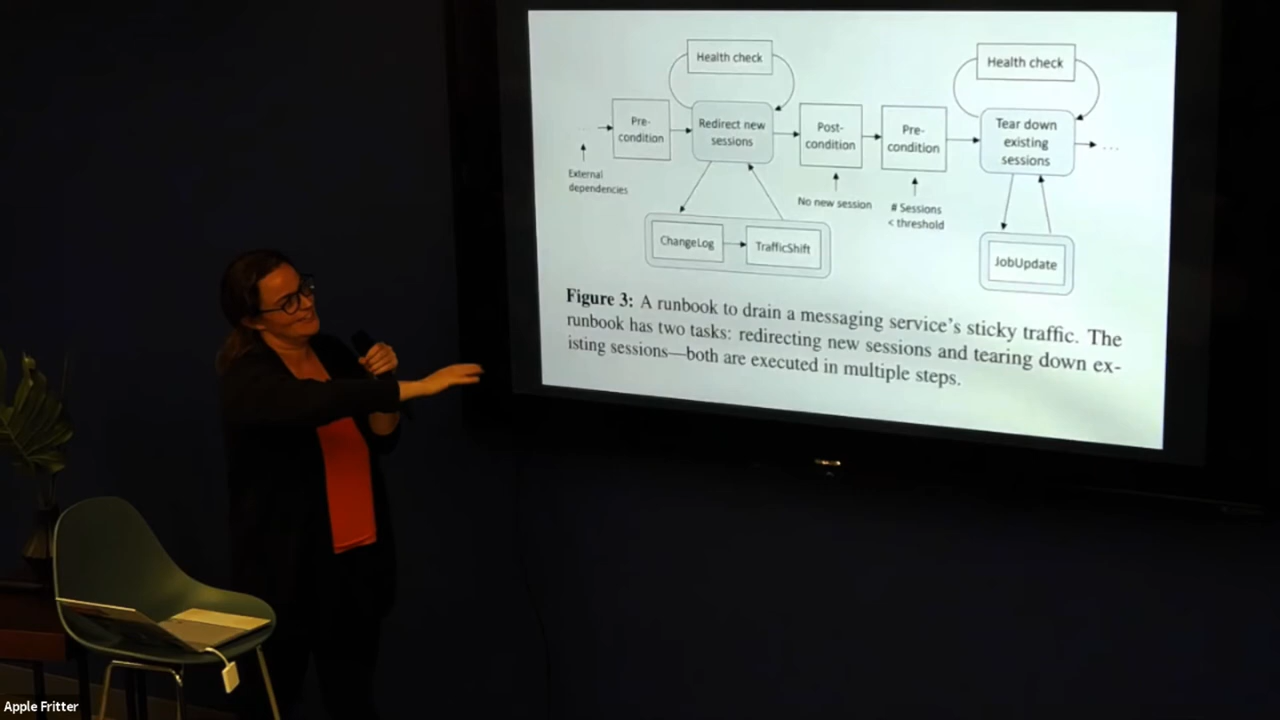 Health check
Health check
Pre-
condition
Redirect new
sessions
Post-
condition
Pre-
condition
Tear down
existing
sessions
...
External
dependencies
No new session
# Sessions
< threshold
ChangeLog
TrafficShift
JobUpdate
Figure 3: A runbook to drain a messaging service's sticky traffic. The
runbook has two tasks: redirecting new sessions and tearing down ex-
isting sessions—both are executed in multiple steps.
Apple Fritter